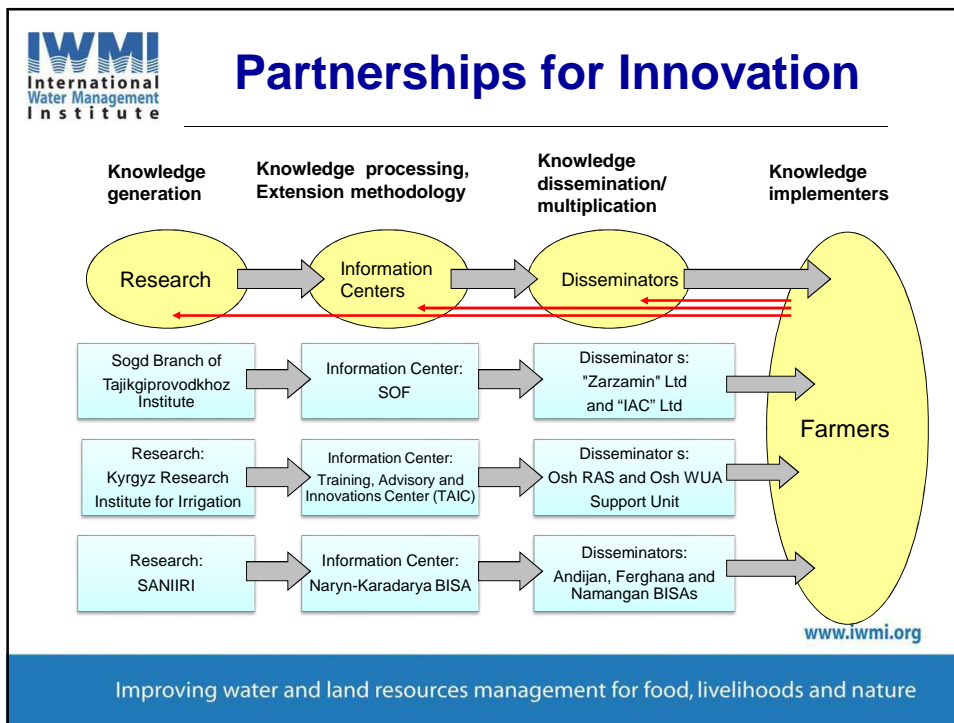 IWMI
International
Water Management
Institute
Partnerships for Innovation
Knowledge
generation
Knowledge processing,
Extension methodology
Knowledge
dissemination/
multiplication
Knowledge
implementers
Research
Information
Centers
Disseminators
Farmers
Sogd Branch of
Tajikgiprovodkhoz
Institute
Information Center:
SOF
Disseminator s:
"Zarzamin" Ltd
and “IAC” Ltd
Research:
Kyrgyz Research
Institute for Irrigation
Information Center:
Training, Advisory and
Innovations Center (TAIC)
Disseminator s:
Osh RAS and Osh WUA
Support Unit
Research:
SANIIRI
Information Center:
Naryn-Karadarya BISA
Disseminators:
Andijan, Ferghana and
Namangan BISAs
www.iwmi.org
Improving water and land resources management for food, livelihoods and nature